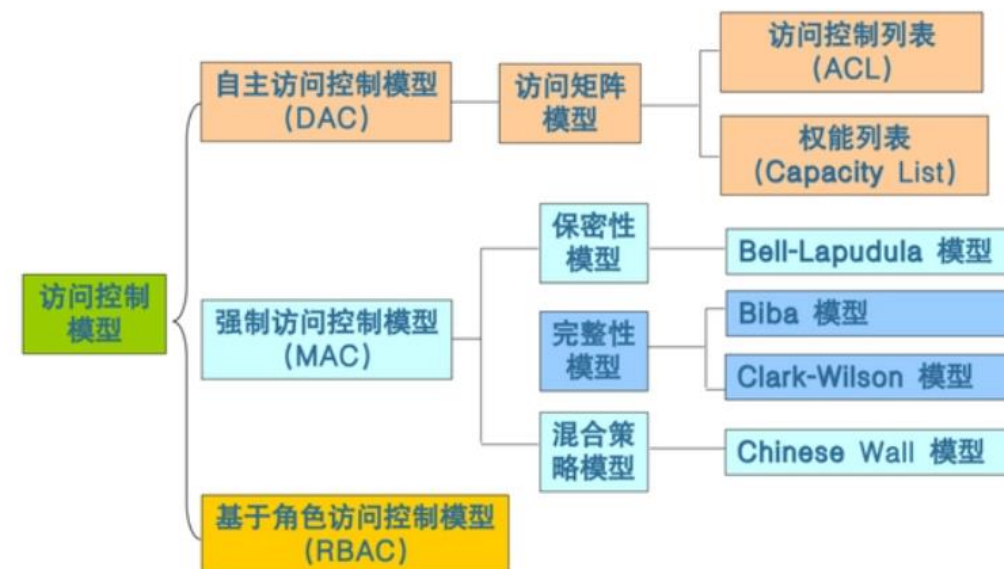 访问控制
模型
自主访问控制模型
(DAC)
访问矩阵
模型
访问控制列表
(ACL)
权能列表
(Capacity List)
强制访问控制模型
(MAC)
保密性
模型
Bell-Lapudula 模型
完整性
模型
Biba 模型
Clark-Wilson 模型
混合策
略模型
Chinese Wall 模型
基于角色访问控制模型
(RBAC)